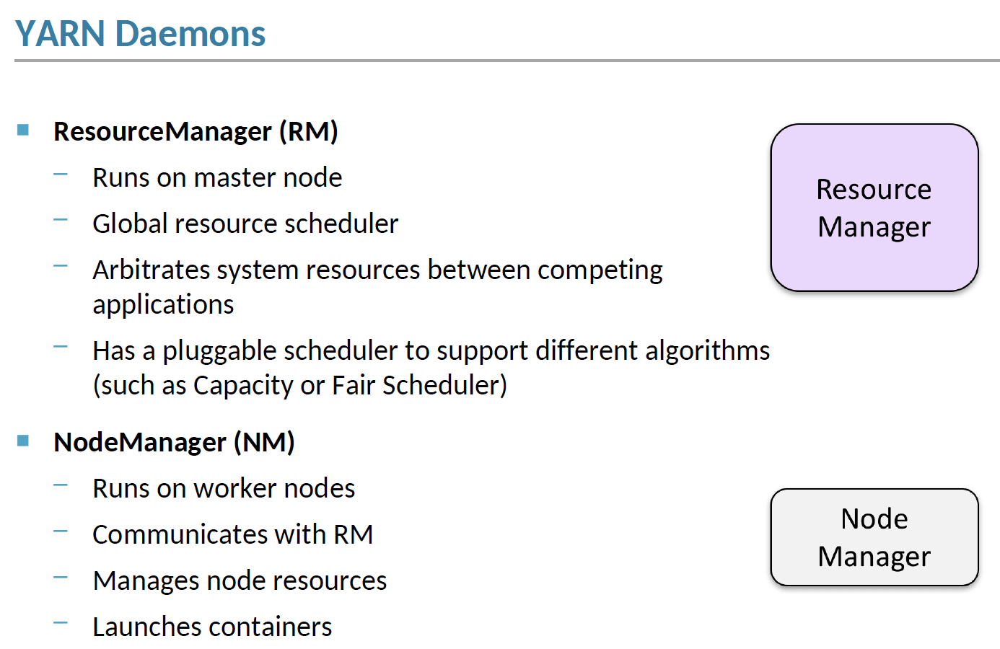 YARN Daemons
ResourceManager (RM)
– Runs on master node
– Global resource scheduler
– Arbitrates system resources between competing
applications
– Has a pluggable scheduler to support different algorithms
(such as Capacity or Fair Scheduler)
Resource
Manager
NodeManager (NM)
– Runs on worker nodes
– Communicates with RM
– Manages node resources
– Launches containers
Node
Manager